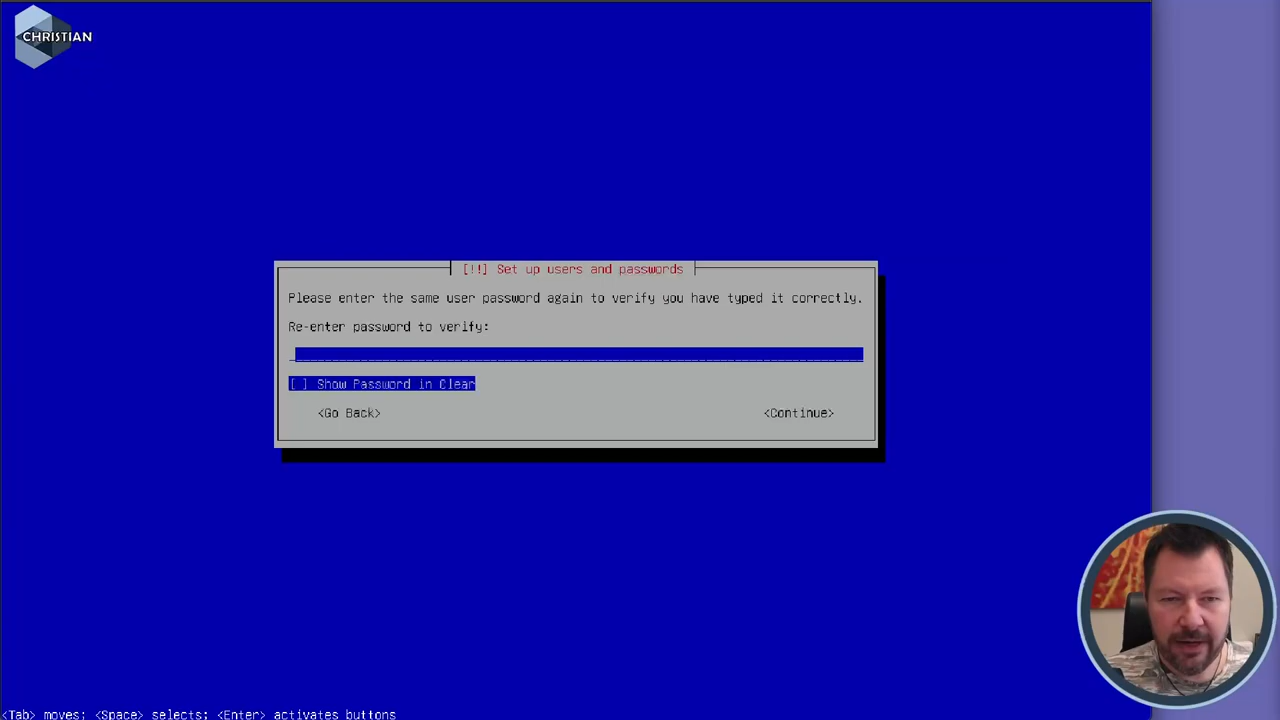 CHRISTIAN
[!!] Set up users and passwords
Please enter the same user password again to verify you have typed it correctly.
Re-enter password to verify:
[ ] Show Password in Clear
<Go Back>
<Continue>
<Tab> moves; <Space> selects; <Enter> activates buttons